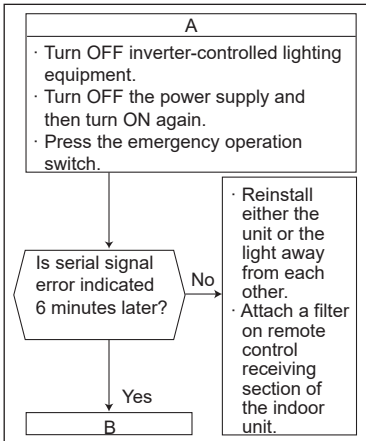 A
· Turn OFF inverter-controlled lighting
equipment.
· Turn OFF the power supply and
then turn ON again.
· Press the emergency operation
switch.
Is serial signal
error indicated
6 minutes later?
No
· Reinstall
either the
unit or the
light away
from each
other.
· Attach a filter
on remote
control
receiving
section of
the indoor
unit.
Yes
B